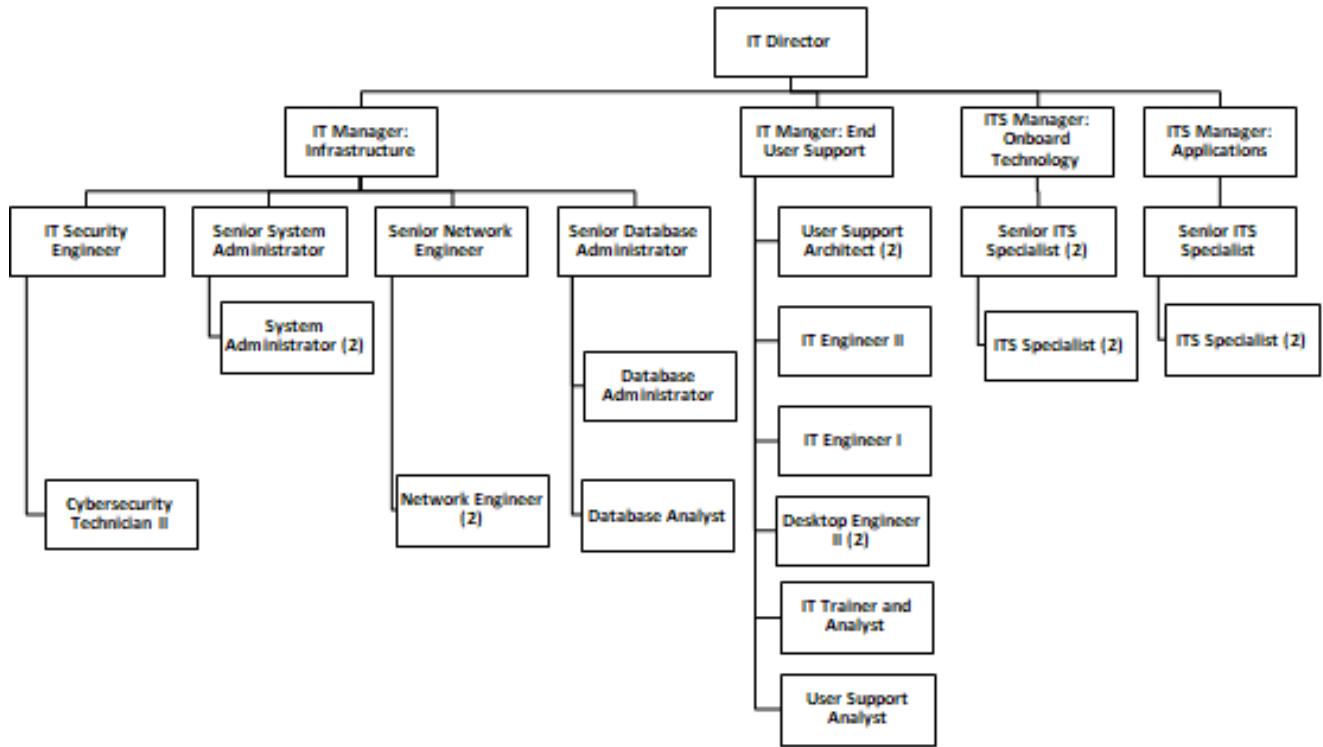 IT Director
IT Manager:
Infrastructure
IT Manger: End
User Support
ITS Manager:
Onboard
Technology
ITS Manager:
Applications
IT Security
Engineer
Senior System
Administrator
Senior Network
Engineer
Senior Database
Administrator
User Support
Architect (2)
Senior ITS
Specialist (2)
Senior ITS
Specialist
System
Administrator (2)
IT Engineer II
ITS Specialist (2)
ITS Specialist (2)
Database
Administrator
IT Engineer I
Cybersecurity
Technician II
Network Engineer
(2)
Database Analyst
Desktop Engineer
II (2)
IT Trainer and
Analyst
User Support
Analyst